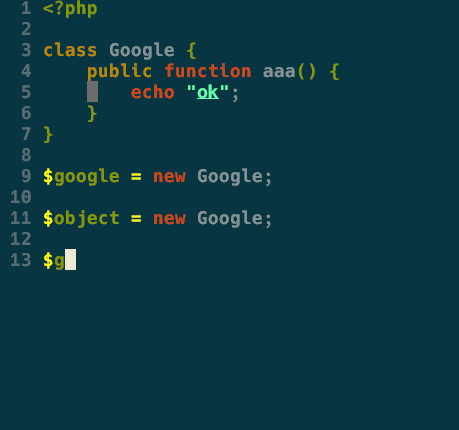 1 <?php
2
3 class Google {
4     public function aaa() {
5         echo "ok";
6     }
7 }
8
9 $google = new Google;
10
11 $object = new Google;
12
13 $g